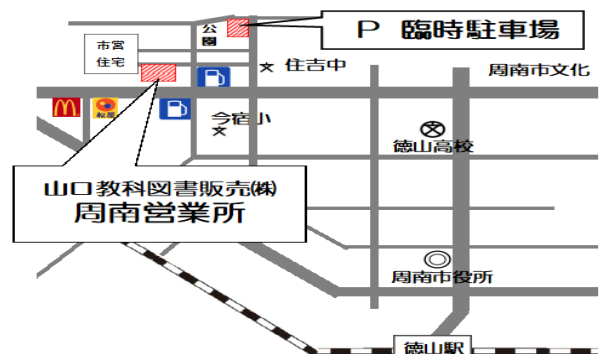 公
園
P 臨時駐車場
市営
住宅
住吉中
周南市文化
M
松屋
今宿小
徳山高校
山口教科図書販売㈱
周南営業所
周南市役所
徳山駅